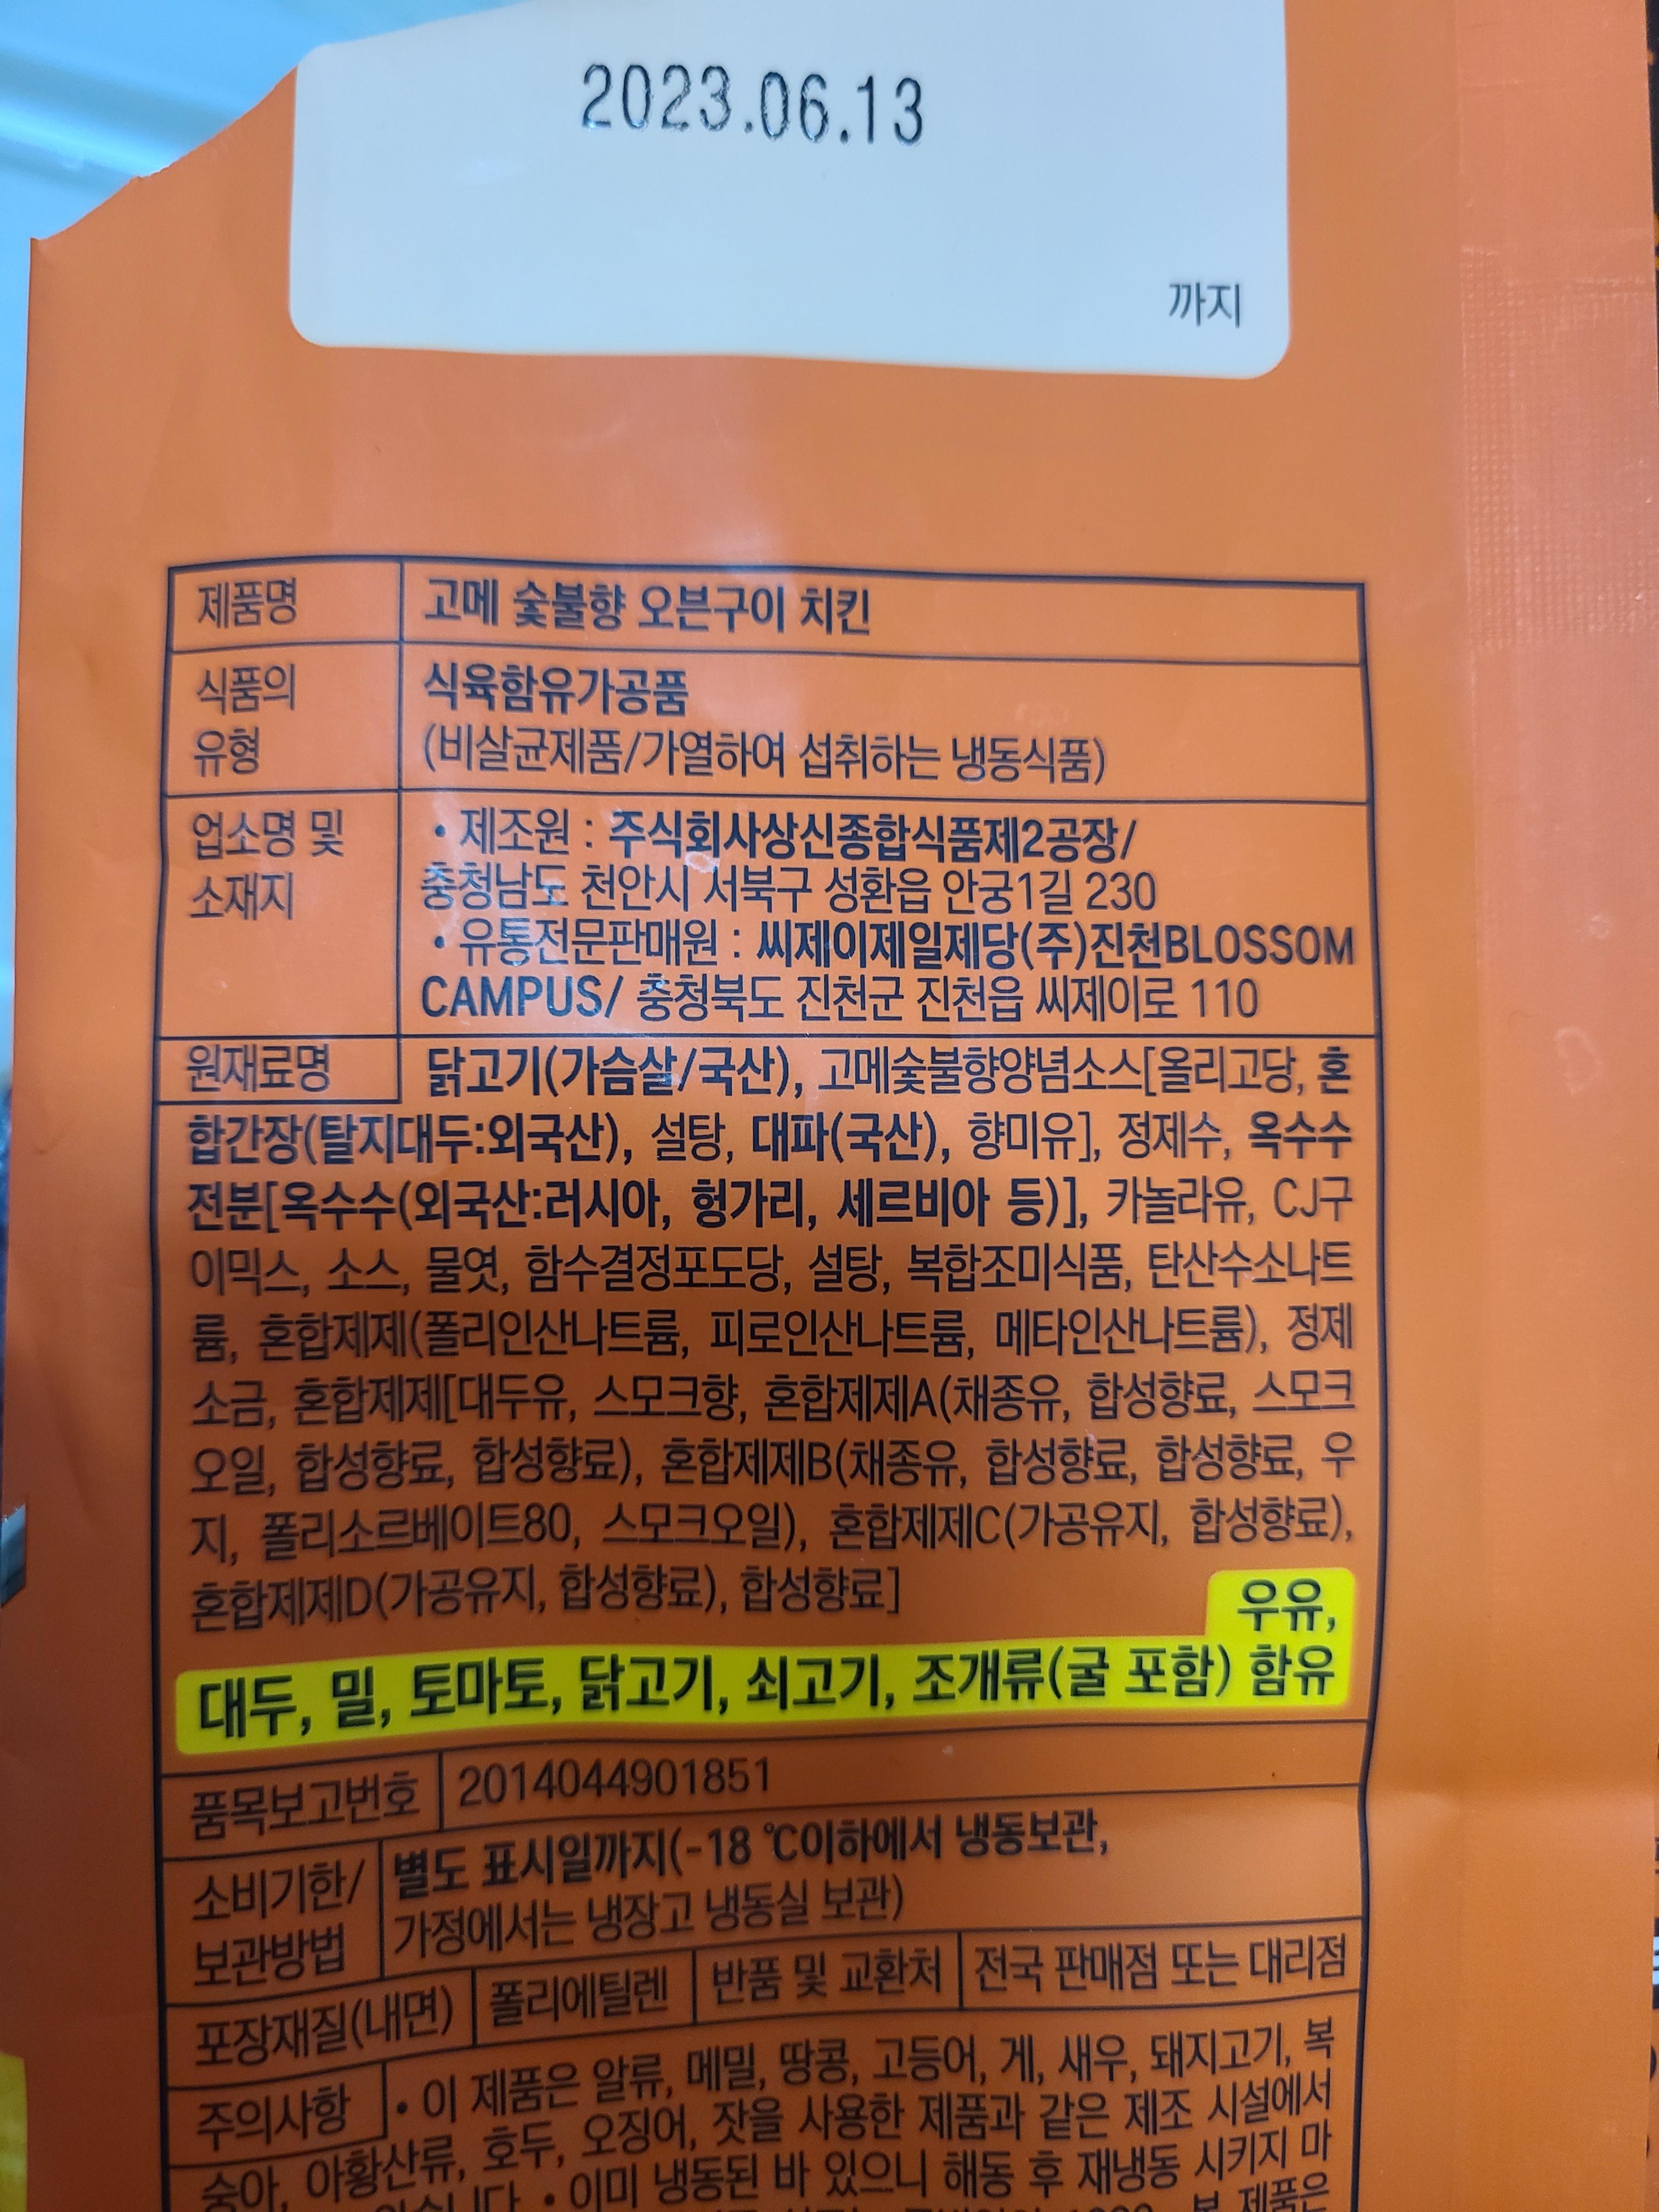 2023.06.13
까지
제품명 고메 숯불향 오븐구이 치킨
식품의 유형 식육함유가공품
(비살균제품/가열하여 섭취하는 냉동식품)
업소명 및 소재지 • 제조원 : 주식회사상신종합식품제2공장/
충청남도 천안시 서북구 성환읍 안궁1길 230
• 유통전문판매원 : 씨제이제일제당(주)진천BLOSSOM
CAMPUS/ 충청북도 진천군 진천읍 씨제이로 110
원재료명 닭고기(가슴살/국산), 고메숯불향양념소스[올리고당, 혼
합간장(탈지대두:외국산), 설탕, 대파(국산), 향미유], 정제수, 옥수수
전분[옥수수(외국산:러시아, 헝가리, 세르비아 등)], 카놀라유, CJ구
이믹스, 소스, 물엿, 함수결정포도당, 설탕, 복합조미식품, 탄산수소나트
륨, 혼합제제(폴리인산나트륨, 피로인산나트륨, 메타인산나트륨), 정제
소금, 혼합제제[대두유, 스모크향, 혼합제제A(채종유, 합성향료, 스모크
오일, 합성향료, 합성향료), 혼합제제B(채종유, 합성향료, 합성향료, 우
지, 폴리소르베이트80, 스모크오일), 혼합제제C(가공유지, 합성향료),
혼합제제D(가공유지, 합성향료), 합성향료]
우유,
대두, 밀, 토마토, 닭고기, 쇠고기, 조개류(굴 포함) 함유
품목보고번호 2014044901851
소비기한/ 보관방법 별도 표시일까지(-18 ℃이하에서 냉동보관,
가정에서는 냉장고 냉동실 보관)
포장재질(내면) 폴리에틸렌 반품 및 교환처 전국 판매점 또는 대리점
주의사항 • 이 제품은 알류, 메밀, 땅콩, 고등어, 게, 새우, 돼지고기, 복
숭아, 아황산류, 호두, 오징어, 잣을 사용한 제품과 같은 제조 시설에서
• 이미 냉동된 바 있으니 해동 후 재냉동 시키지 마
본 제품은